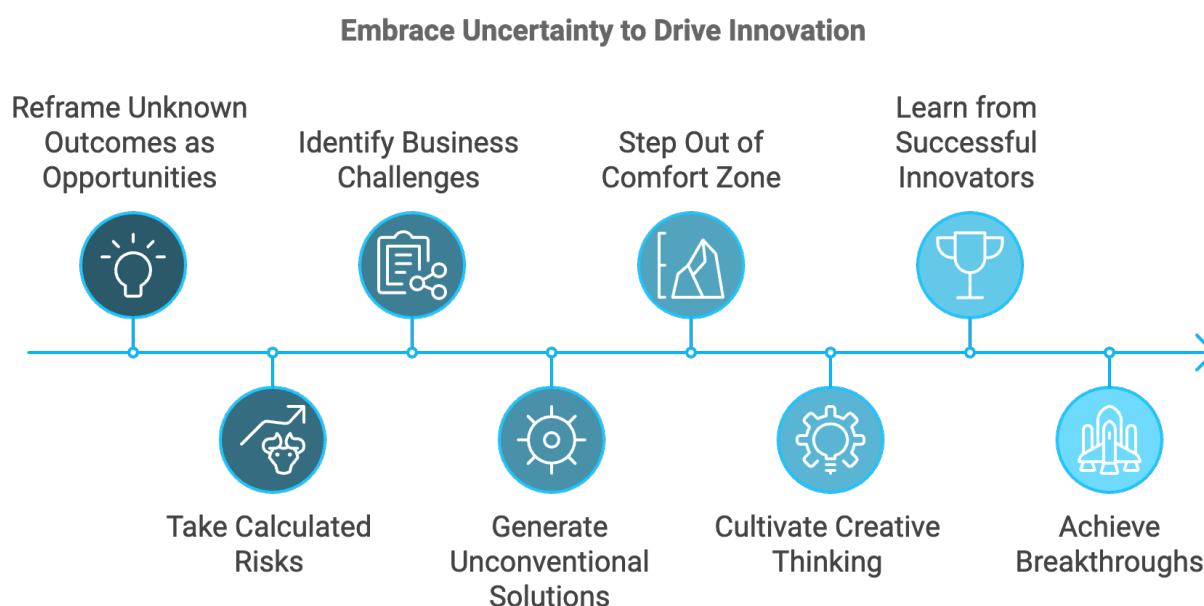 Embrace Uncertainty to Drive Innovation
Reframe Unknown
Outcomes as
Opportunities
Take Calculated
Risks
Identify Business
Challenges
Generate
Unconventional
Solutions
Step Out of
Comfort Zone
Cultivate Creative
Thinking
Learn from
Successful
Innovators
Achieve
Breakthroughs